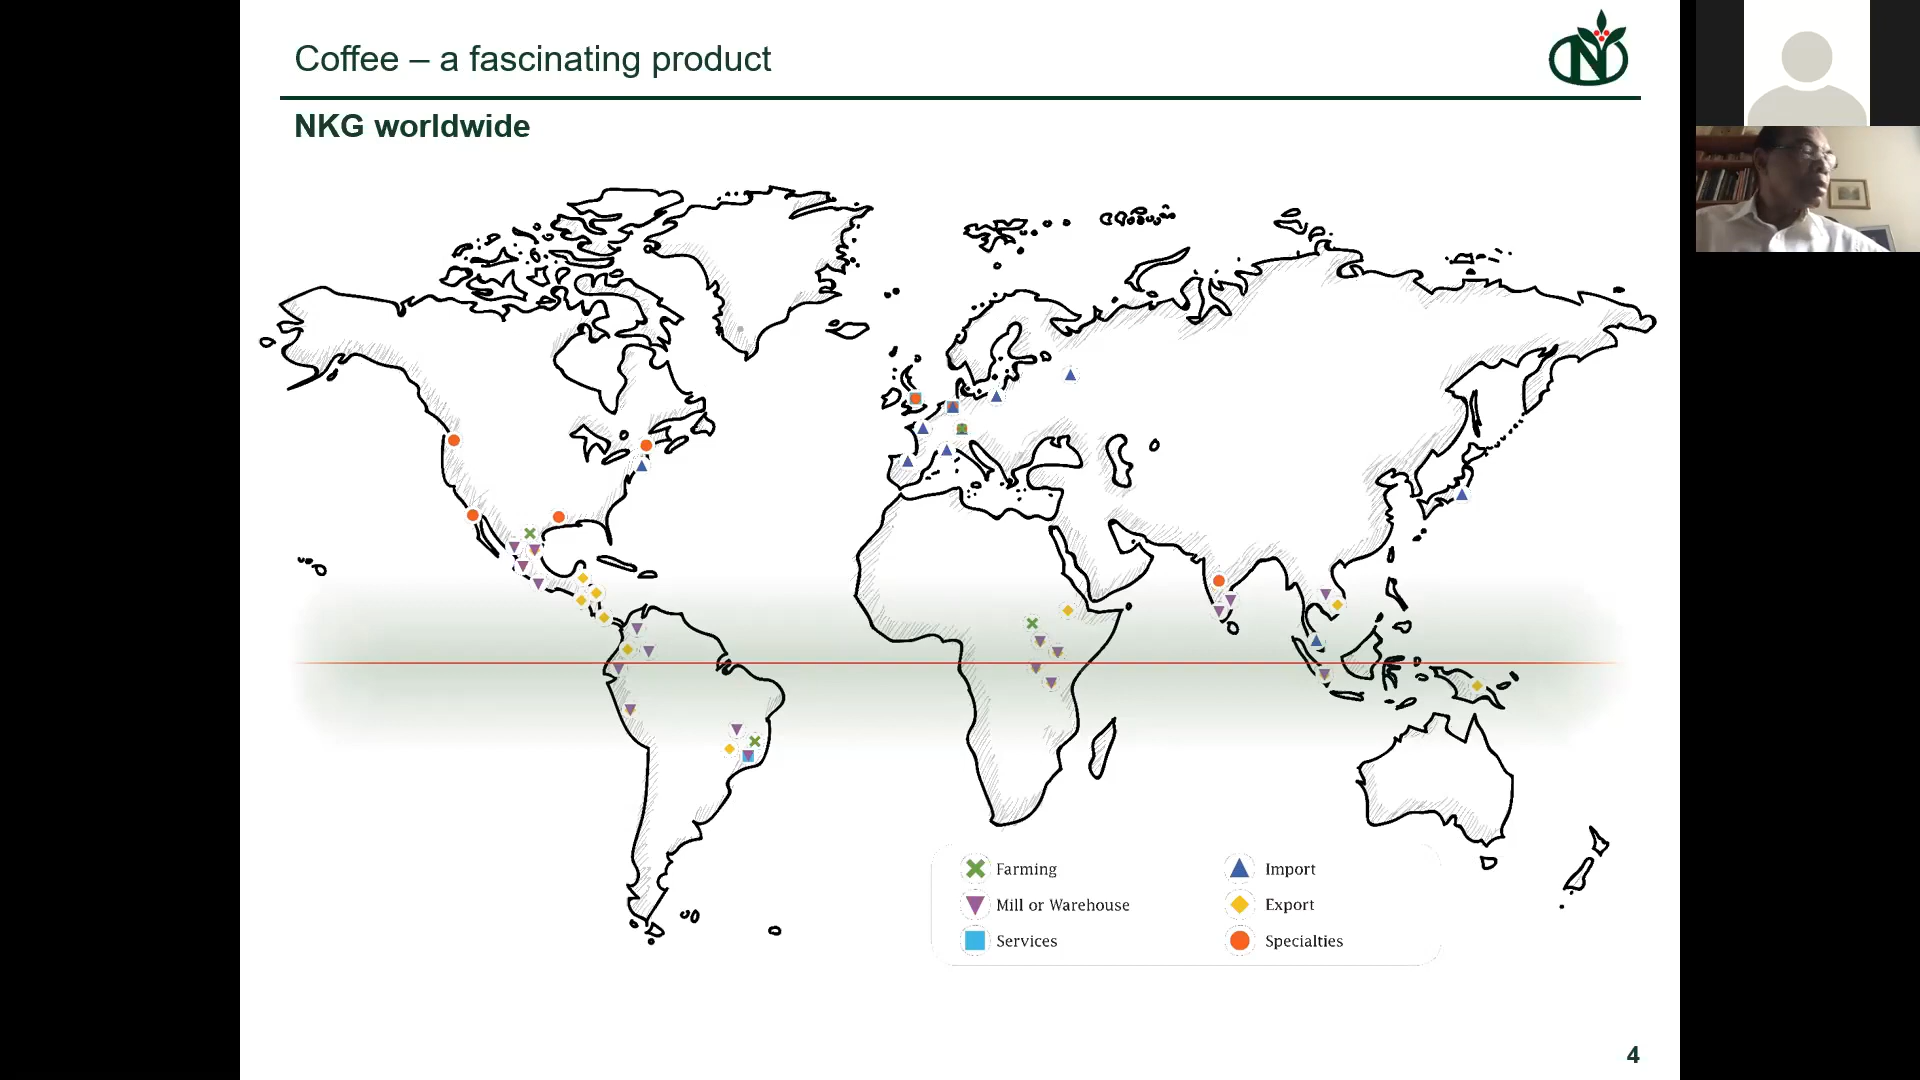 Coffee – a fascinating product
N
NKG worldwide
Farming
Import
Mill or Warehouse
Export
Services
Specialties
4